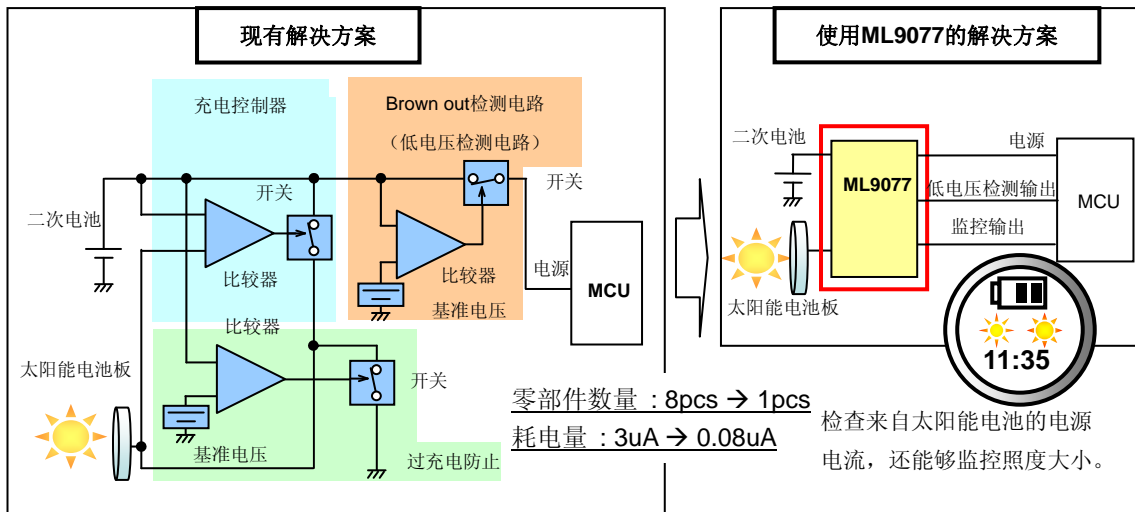 现有解决方案
充电控制器
Brown out检测电路
（低电压检测电路）
开关
开关
二次电池
比较器
比较器
电源
MCU
基准电压
比较器
太阳能电池板
开关
基准电压
过充电防止
零部件数量 : 8pcs → 1pcs
耗电量 : 3uA → 0.08uA
使用ML9077的解决方案
二次电池
电源
ML9077
低电压检测输出
MCU
监控输出
太阳能电池板
11:35
检查来自太阳能电池的电源
电流，还能够监控照度大小。